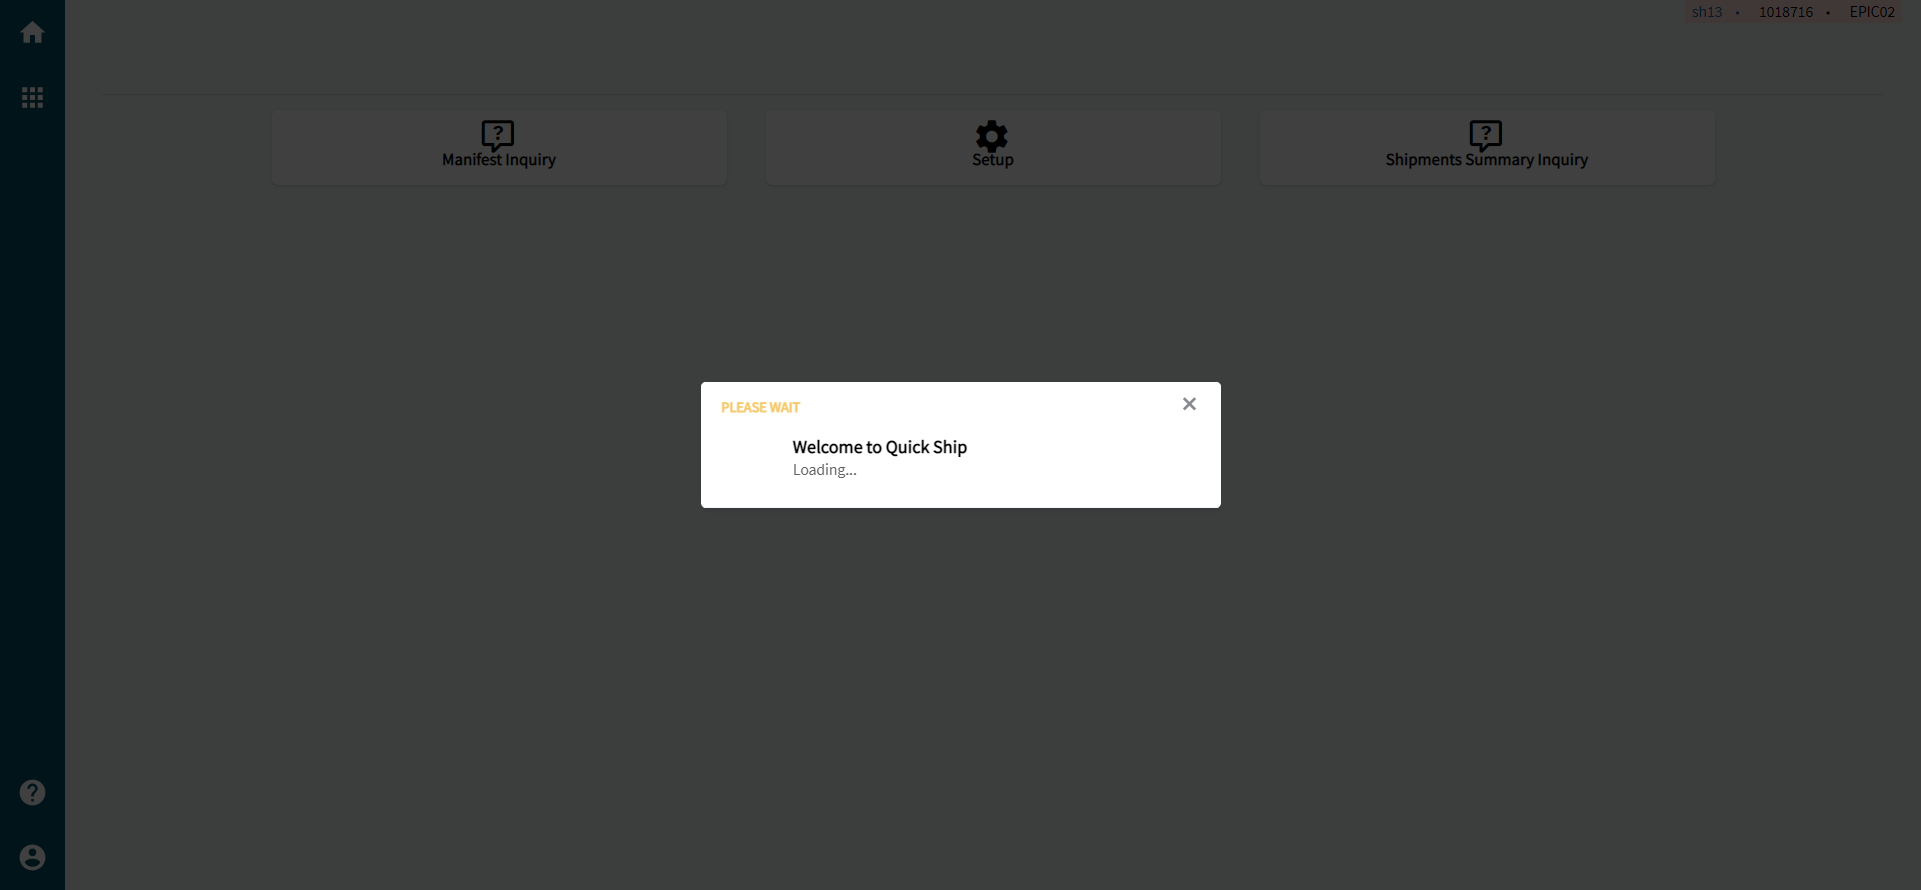 sh13 • 1018716 • EPIC02
Manifest Inquiry
Setup
Shipments Summary Inquiry
PLEASE WAIT
Welcome to Quick Ship
Loading...